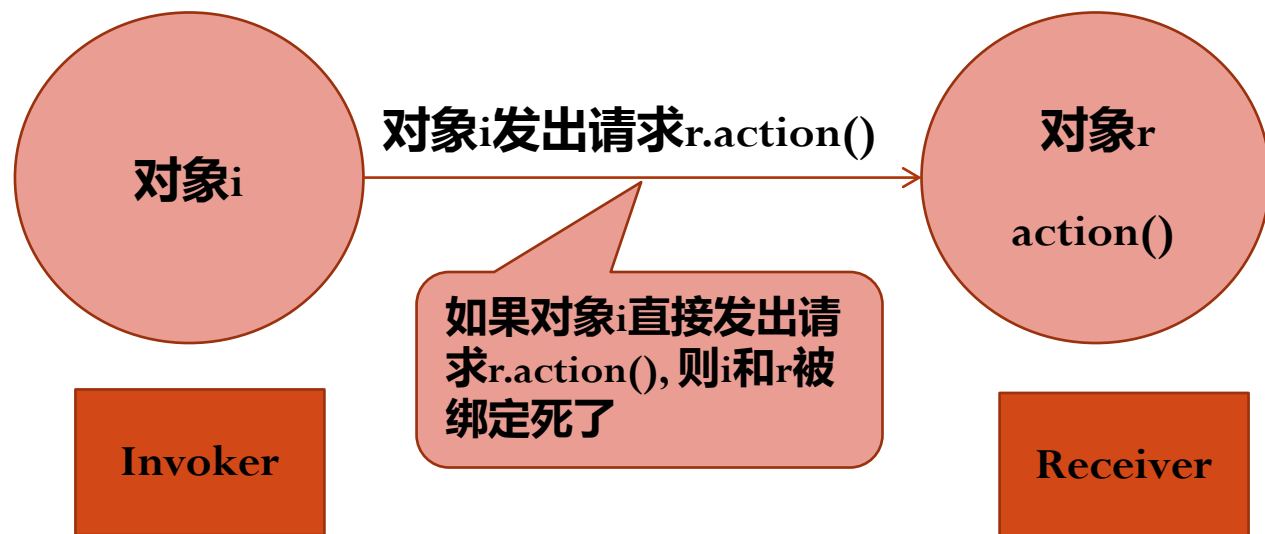 对象i
对象i发出请求r.action()
对象r
action()
如果对象i直接发出请
求r.action(), 则i和r被
绑定死了
Invoker
Receiver